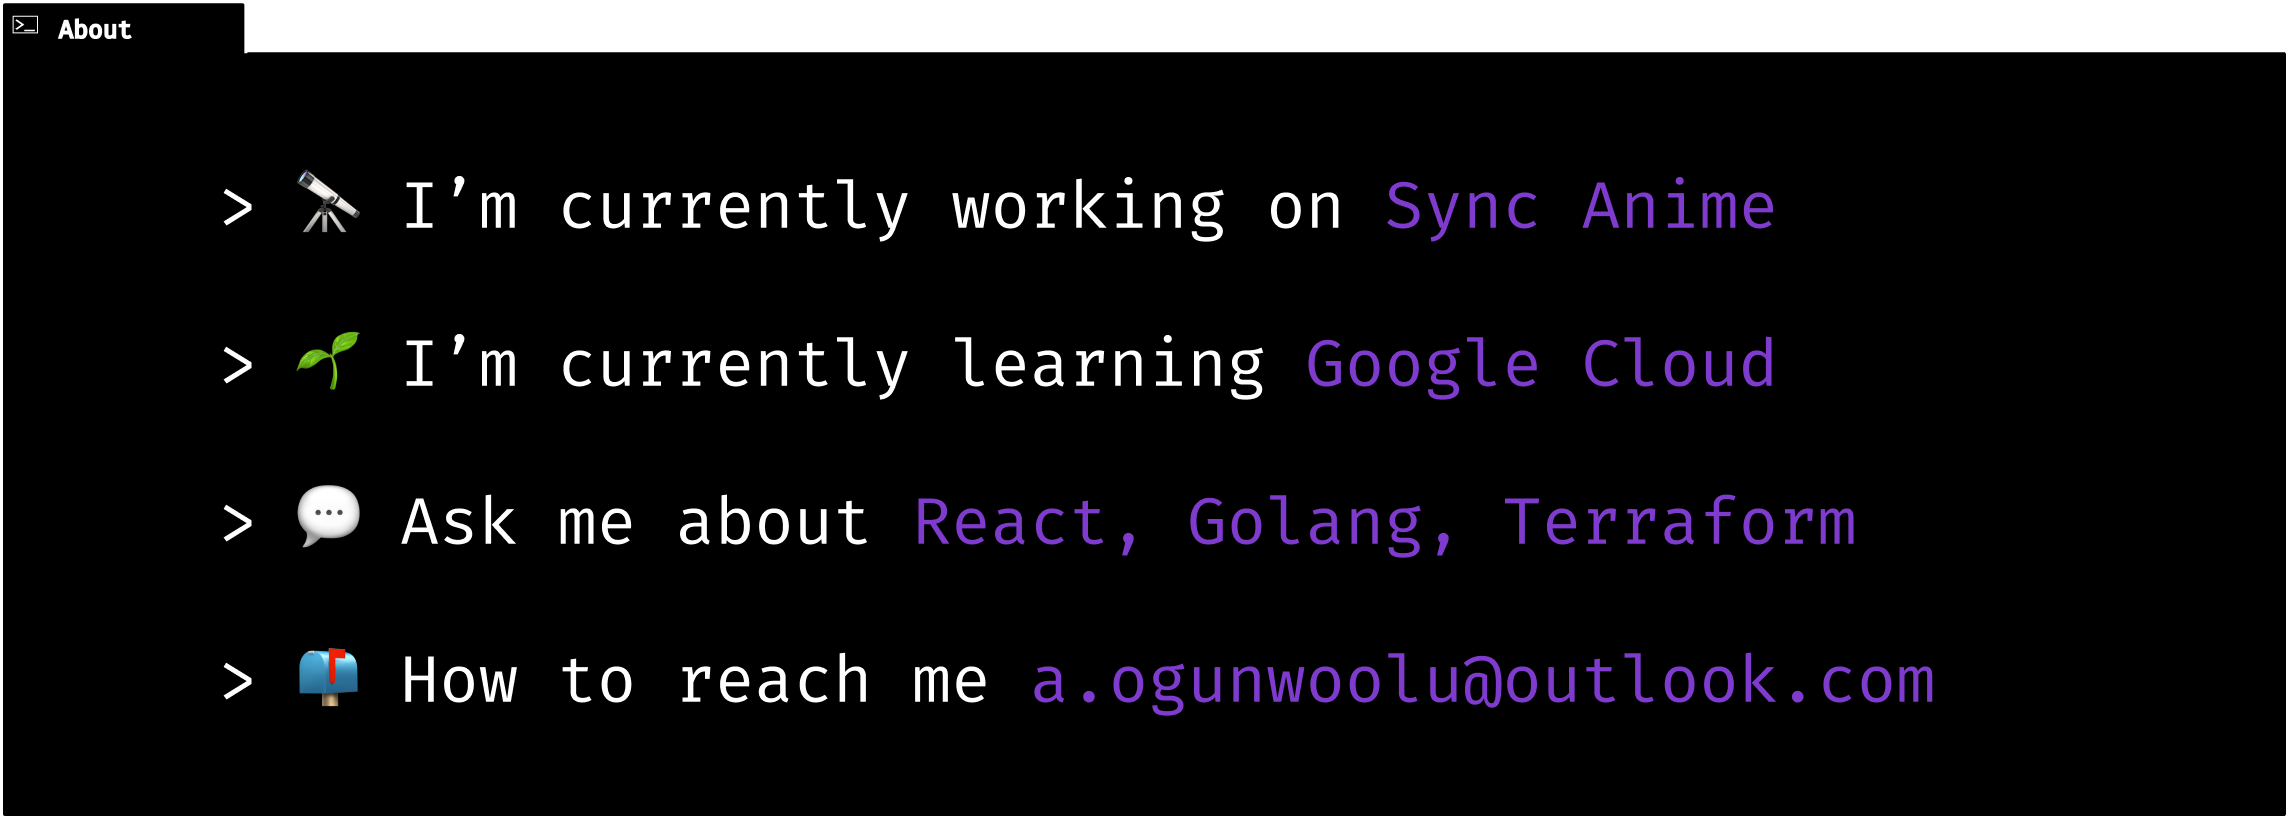 About
> 🔭 I’m currently working on Sync Anime
> 🌱 I’m currently learning Google Cloud
> 💬 Ask me about React, Golang, Terraform
> 📫 How to reach me a.ogunwoolu@outlook.com